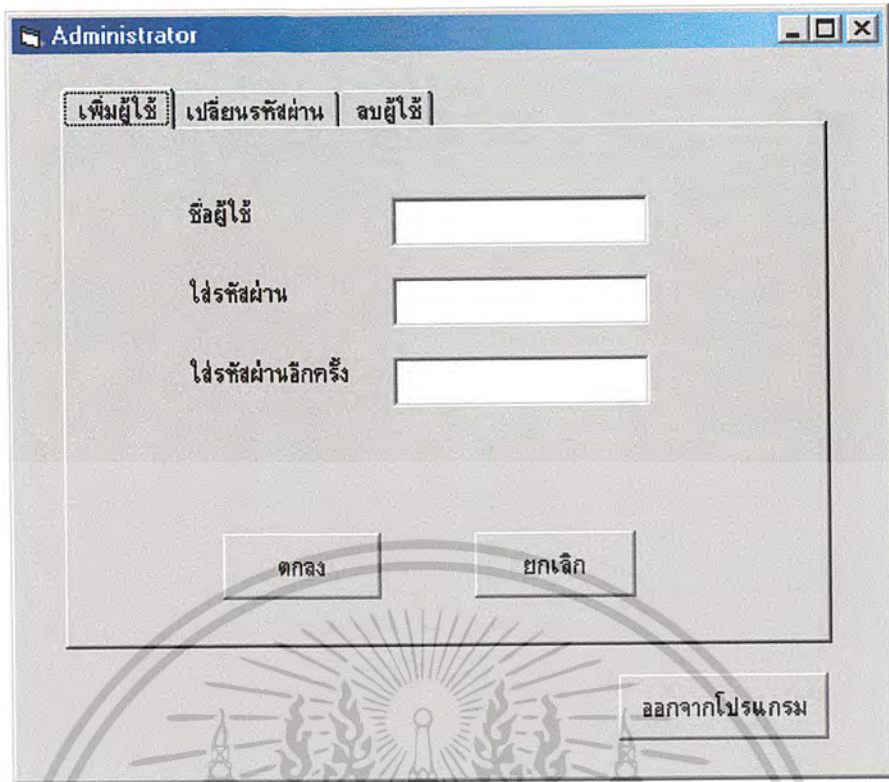 Administrator
เพิ่มผู้ใช้ เปลี่ยนรหัสผ่าน ลบผู้ใช้
ชื่อผู้ใช้
ใส่รหัสผ่าน
ใส่รหัสผ่านอีกครั้ง
ตกลง ยกเลิก
ออกจากโปรแกรม